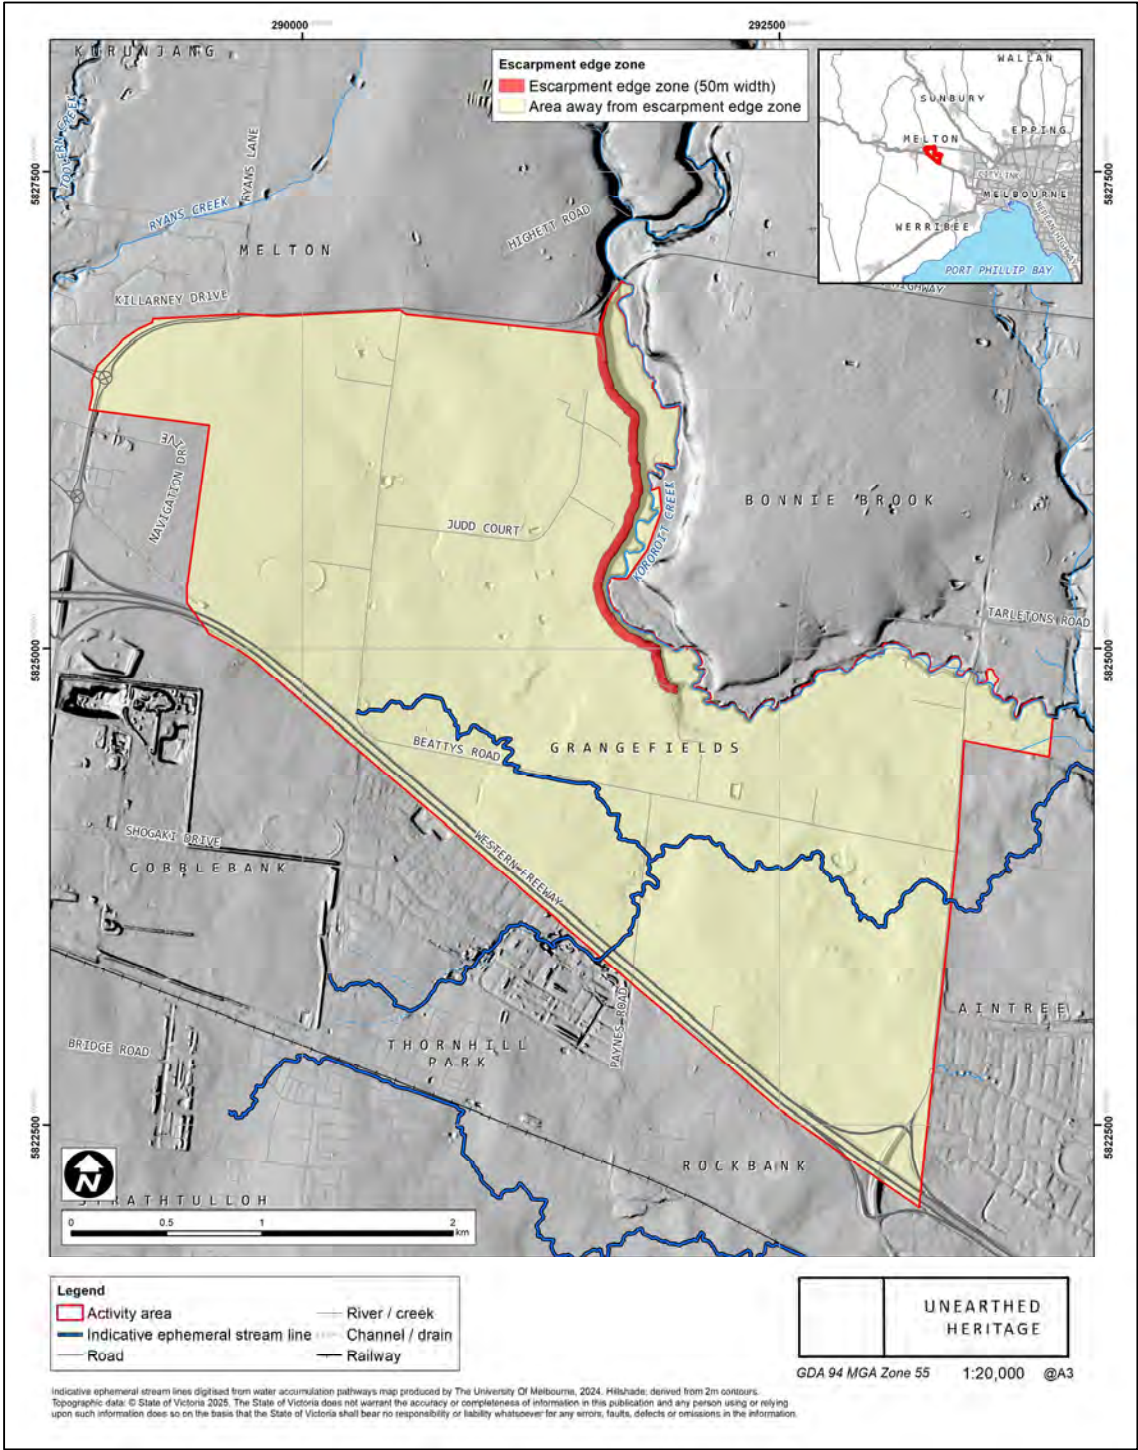 290000
292500
KURUNJANG
Escarpment edge zone
Escarpment edge zone (50m width)
Area away from escarpment edge zone
WALLAN
SUNBURY
EPPING
MELTON
CITYLINK
MELBOURNE
WERRIBEE
PORT PHILLIP BAY
5827500
5827500
TOOVERN CREEK
RYANS LANE
RYANS CREEK
HIGHETT ROAD
MELTON
HIGHWAY
KILLARNEY DRIVE
NAVIGATION DRIVE
BONNIE BROOK
JUDD COURT
KOROROIT CREEK
TARLETONS ROAD
5825000
5825000
BEATTYS ROAD
GRANGEFIELDS
SHOGAKI DRIVE
COBBLEBANK
WESTERN FREEWAY
AINTREE
BRIDGE ROAD
THORNHILL
PARK
PAYNES ROAD
5822500
5822500
ROCKBANK
N
STRATHTULLOH
0 0.5 1 2
km
Legend
Activity area
Indicative ephemeral stream line
Road
River / creek
Channel / drain
Railway
UNEARTHED
HERITAGE
GDA 94 MGA Zone 55 1:20,000 @A3
Indicative ephemeral stream lines digitised from water accumulation pathways map produced by The University Of Melbourne, 2024. Hillshade: derived from 2m contours.
Topographic data: © State of Victoria 2025. The State of Victoria does not warrant the accuracy or completeness of information in this publication and any person using or relying
upon such information does so on the basis that the State of Victoria shall bear no responsibility or liability whatsoever for any errors, faults, defects or omissions in the information.